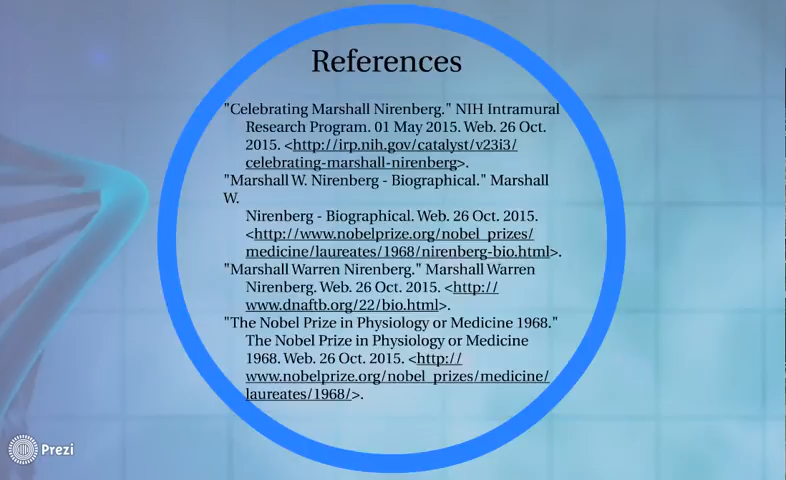 References
"Celebrating Marshall Nirenberg." NIH Intramural
Research Program. 01 May 2015. Web. 26 Oct.
2015. <http://irp.nih.gov/catalyst/v23i3/
celebrating-marshall-nirenberg>.
"Marshall W. Nirenberg - Biographical." Marshall
W.
Nirenberg - Biographical. Web. 26 Oct. 2015.
<http://www.nobelprize.org/nobel_prizes/
medicine/laureates/1968/nirenberg-bio.html>.
"Marshall Warren Nirenberg." Marshall Warren
Nirenberg. Web. 26 Oct. 2015. <http://
www.dnaftb.org/22/bio.html>.
"The Nobel Prize in Physiology or Medicine 1968."
The Nobel Prize in Physiology or Medicine
1968. Web. 26 Oct. 2015. <http://
www.nobelprize.org/nobel_prizes/medicine/
laureates/1968/>.
Prezi